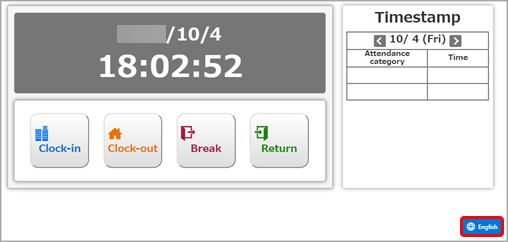 /10/4
18:02:52
Clock-in
Clock-out
Break
Return
Timestamp
10/ 4 (Fri)
Attendance category
Time
English